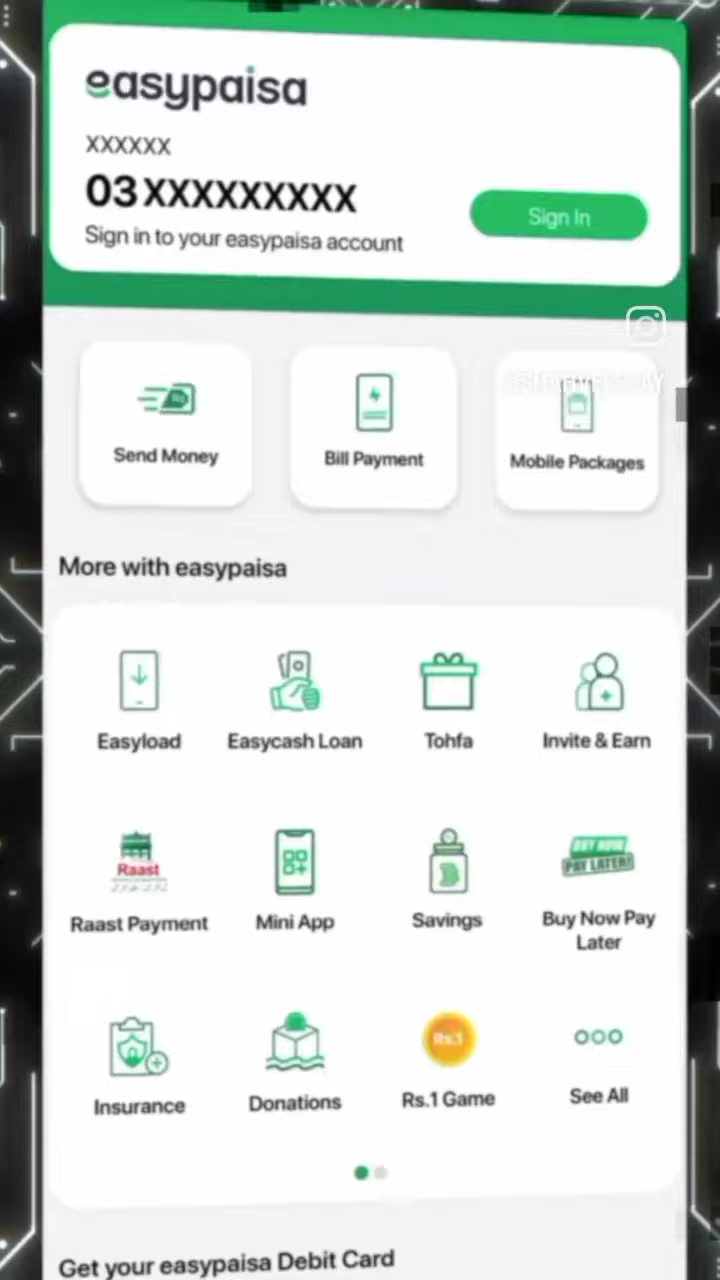 easypaisa
XXXXXX
03XXXXXXXXX
Sign in to your easypaisa account
Sign In
Send Money
Bill Payment
Mobile Packages
More with easypaisa
Easyload
Easycash Loan
Tohfa
Invite & Earn
Raast
BUY NOW
PAY LATER!
Raast Payment
Mini App
Savings
Buy Now Pay
Later
Rs.1
Insurance
Donations
Rs.1 Game
See All
Get your easypaisa Debit Card